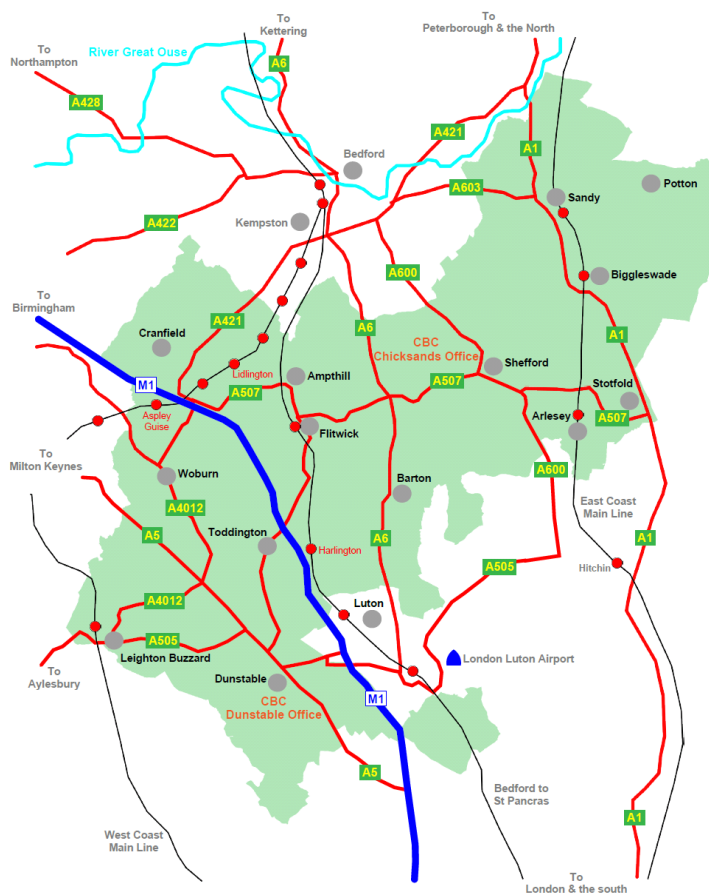 To
Kettering
To
Peterborough & the North
To
Northampton
River Great Ouse
A6
A428
A421
A1
Bedford
A603
Potton
Sandy
A422
Kempston
A600
Biggleswade
To
Birmingham
Cranfield
A421
A6
A1
CBC
Chicksands Office
M1
Lidlington
Shefford
A507
Ampthill
A507
Stotfold
Aspley
Guise
Arlesey
A507
Flitwick
To
Milton Keynes
Woburn
A600
Barton
A4012
East Coast
Main Line
A5
Toddington
A6
A1
Harlington
A505
Hitchin
A4012
Luton
A505
Leighton Buzzard
London Luton Airport
To
Aylesbury
Dunstable
CBC
Dunstable Office
M1
A5
Bedford to
St Pancras
A1
West Coast
Main Line
To
London & the south